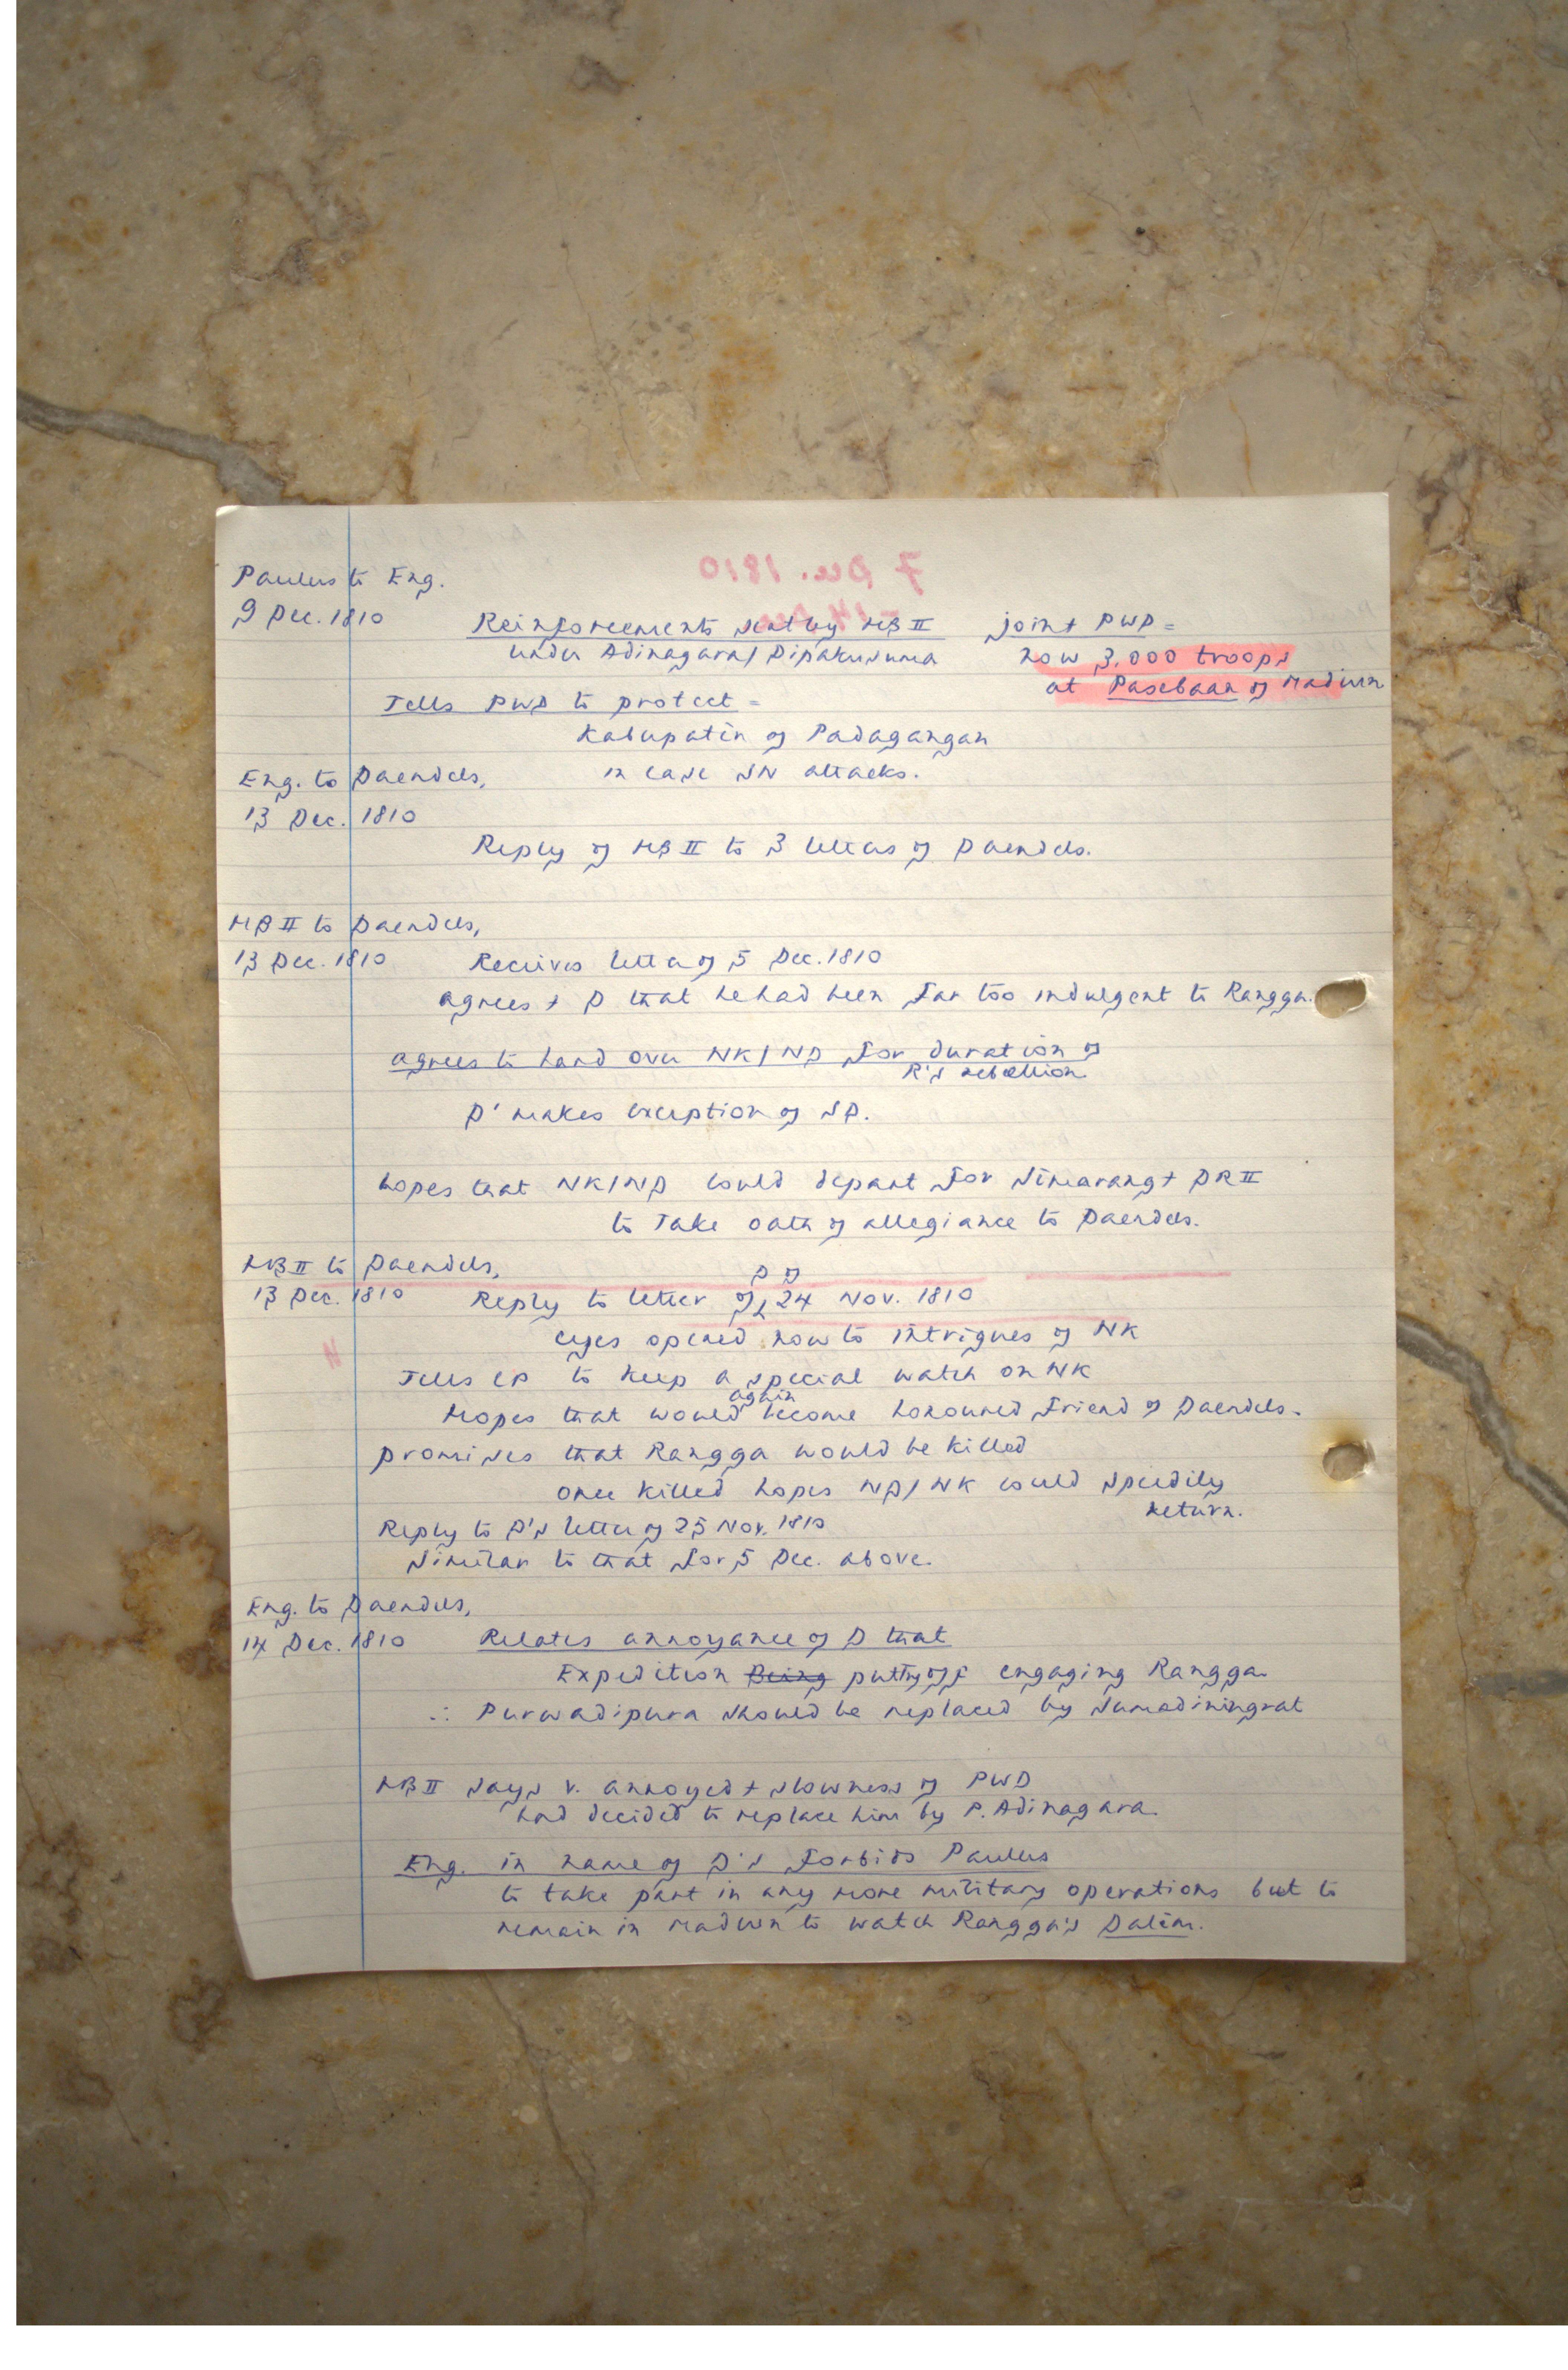 Paulus to Eng.
9 Dec. 1810
Reinforcements sent by HB II joint PWD =
under Adinagara/Dipakusuma now 3,000 troops
at Pasebaan of Madiun
Tells PWD to protect =
Kabupatin of Padagangan
in case SN attacks.
Eng. to Daendels,
13 Dec. 1810
Reply of HB II to 3 letters of Daendels.
HB II to Daendels,
13 Dec. 1810 Receives letter of 5 Dec. 1810
agrees + D that he had been far too indulgent to Rangga.
agrees to hand over NK/ND for duration of
R's rebellion
D' makes exception of SD.
hopes that NK/ND could depart for Simarang + DR II
to take oath of allegiance to Daendels.
HB II to Daendels,
13 Dec. 1810 Reply to letter of D of 24 Nov. 1810
eyes opened now to intrigues of NK
Tells to keep a special watch on NK
Hopes that would again become honoured friend of Daendels.
promises that Rangga would be killed
once killed hopes ND/NK could speedily
return.
Reply to D's letter of 25 Nov. 1810
Similar to that for 5 Dec. above.
Eng. to Daendels,
14 Dec. 1810 Relates annoyance of D that
Expedition Being putting off engaging Rangga
∴ Purwadipura should be replaced by Sumadiningrat
HB II says v. annoyed + slowness of PWD
had decided to replace him by P. Adinagara.
Eng. in name of D's forbids Paulus
to take part in any more military operations but to
remain in Madiun to watch Rangga's Dalem.